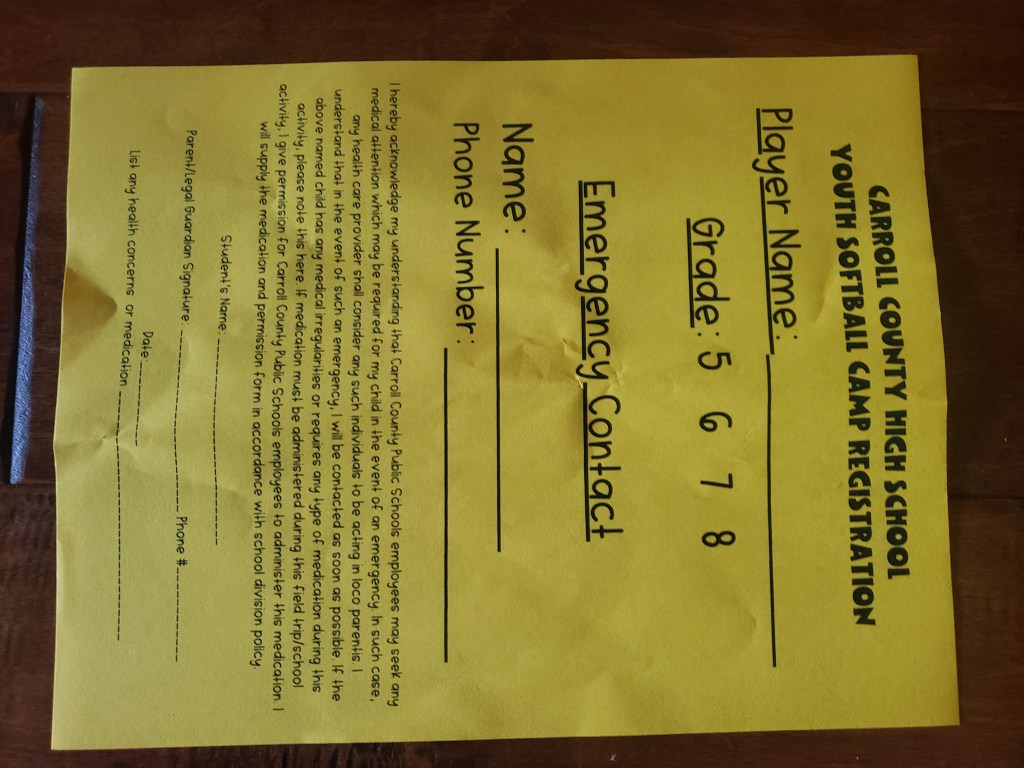 CARROLL COUNTY HIGH SCHOOL
YOUTH SOFTBALL CAMP REGISTRATION
Player Name:
Grade: 5 6 7 8
Emergency Contact
Name:
Phone Number:
I hereby acknowledge my understanding that Carroll County Public Schools employees may seek any
medical attention which may be required for my child in the event of an emergency. In such case,
any health care provider shall consider any such individuals to be acting in loco parentis. I
understand that in the event of such an emergency, I will be contacted as soon as possible. If the
above named child has any medical irregularities or requires any type of medication during this
activity, please note this here. If medication must be administered during this field trip/school
activity, I give permission for Carroll County Public Schools employees to administer this medication. I
will supply the medication and permission form in accordance with school division policy.
Student's Name:
Parent/Legal Guardian Signature: Phone #
Date:
List any health concerns or medication